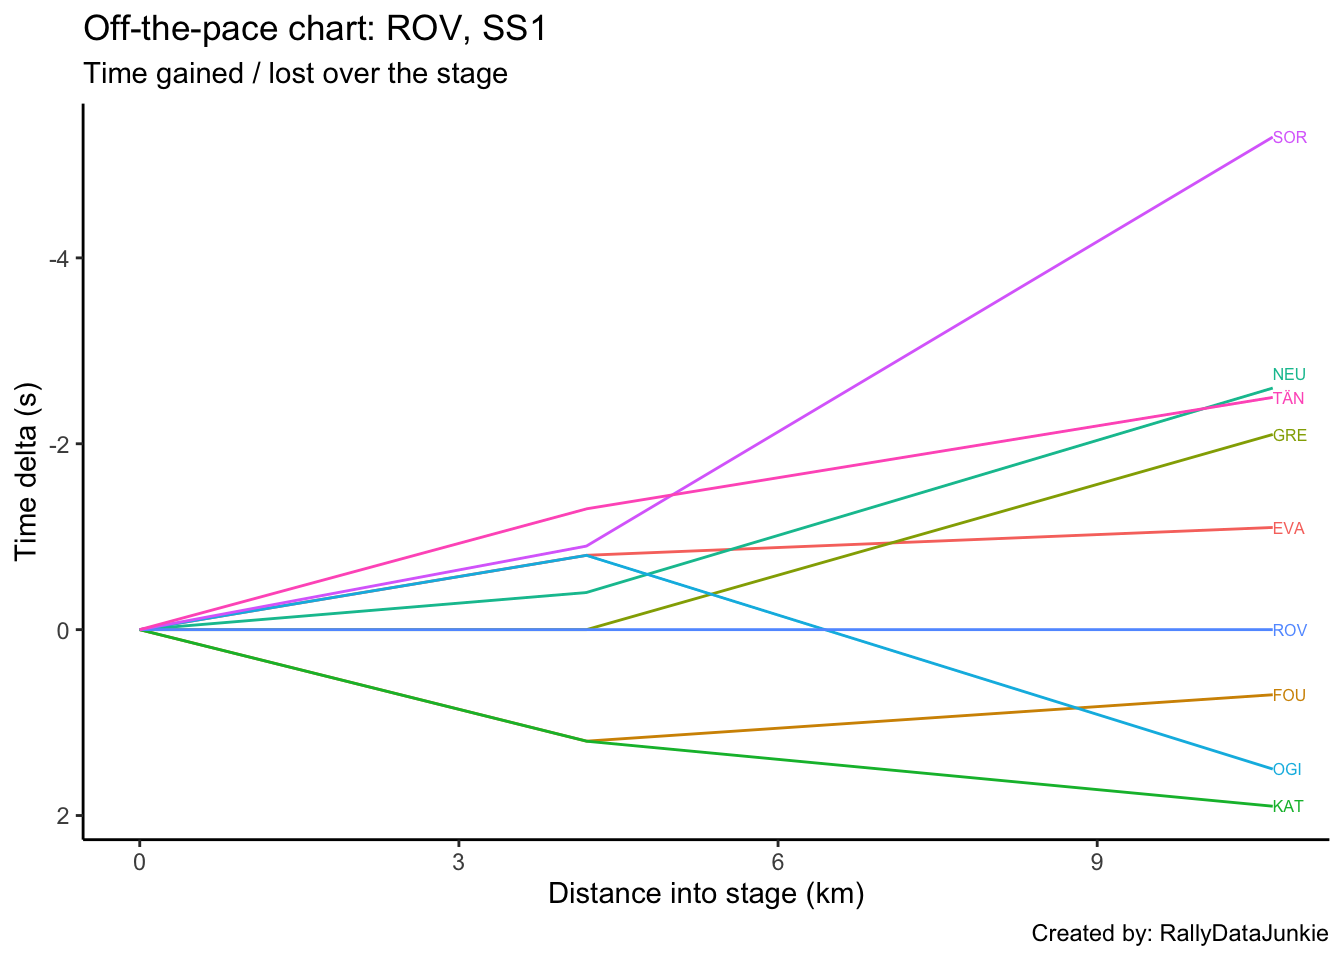 Off-the-pace chart: ROV, SS1
Time gained / lost over the stage
Time delta (s)
-4
-2
0
2
SOR
NEU
TÄN
GRE
EVA
ROV
FOU
OGI
KAT
0
3
6
9
Distance into stage (km)
Created by: RallyDataJunkie